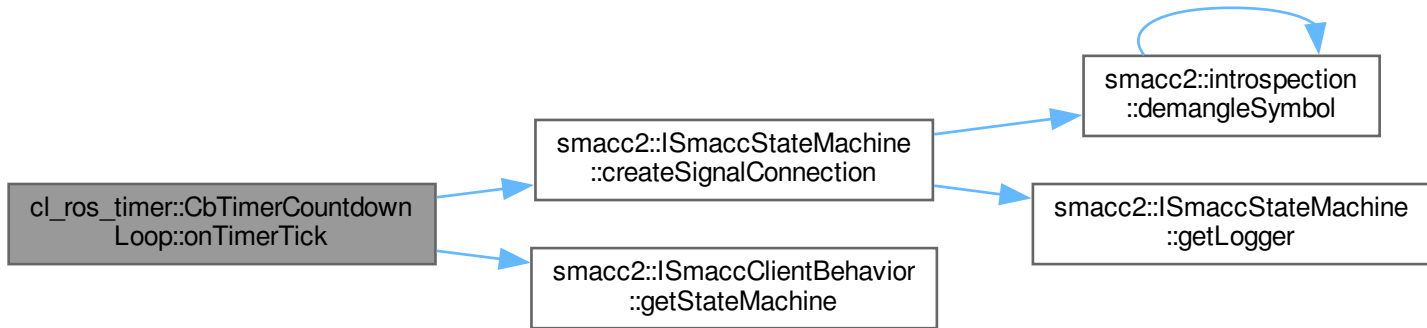 cl_ros_timer::CbTimerCountdown
Loop::onTimerTick
smacc2::ISmaccStateMachine
::createSignalConnection
smacc2::ISmaccClientBehavior
::getStateMachine
smacc2::introspection
::demangleSymbol
smacc2::ISmaccStateMachine
::getLogger